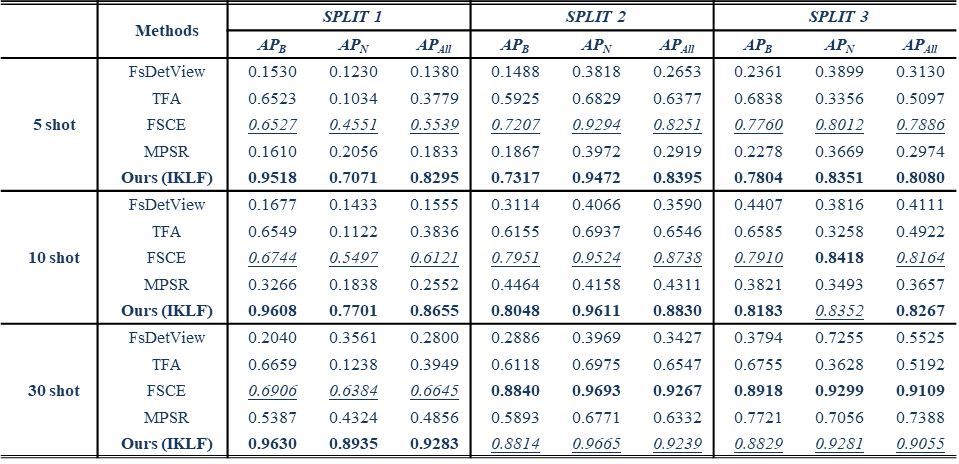 Methods SPLIT 1 SPLIT 2 SPLIT 3
AP_B AP_N AP_All AP_B AP_N AP_All AP_B AP_N AP_All
FsDetView 0.1530 0.1230 0.1380 0.1488 0.3818 0.2653 0.2361 0.3899 0.3130
TFA 0.6523 0.1034 0.3779 0.5925 0.6829 0.6377 0.6838 0.3356 0.5097
5 shot FSCE 0.6527 0.4551 0.5539 0.7207 0.9294 0.8251 0.7760 0.8012 0.7886
MPSR 0.1610 0.2056 0.1833 0.1867 0.3972 0.2919 0.2278 0.3669 0.2974
Ours (IKLF) 0.9518 0.7071 0.8295 0.7317 0.9472 0.8395 0.7804 0.8351 0.8080
FsDetView 0.1677 0.1433 0.1555 0.3114 0.4066 0.3590 0.4407 0.3816 0.4111
TFA 0.6549 0.1122 0.3836 0.6155 0.6937 0.6546 0.6585 0.3258 0.4922
10 shot FSCE 0.6744 0.5497 0.6121 0.7951 0.9524 0.8738 0.7910 0.8418 0.8164
MPSR 0.3266 0.1838 0.2552 0.4464 0.4158 0.4311 0.3821 0.3493 0.3657
Ours (IKLF) 0.9608 0.7701 0.8655 0.8048 0.9611 0.8830 0.8183 0.8352 0.8267
FsDetView 0.2040 0.3561 0.2800 0.2886 0.3969 0.3427 0.3794 0.7255 0.5525
TFA 0.6659 0.1238 0.3949 0.6118 0.6975 0.6547 0.6755 0.3628 0.5192
30 shot FSCE 0.6906 0.6384 0.6645 0.8840 0.9693 0.9267 0.8918 0.9299 0.9109
MPSR 0.5387 0.4324 0.4856 0.5893 0.6771 0.6332 0.7721 0.7056 0.7388
Ours (IKLF) 0.9630 0.8935 0.9283 0.8814 0.9665 0.9239 0.8829 0.9281 0.9055